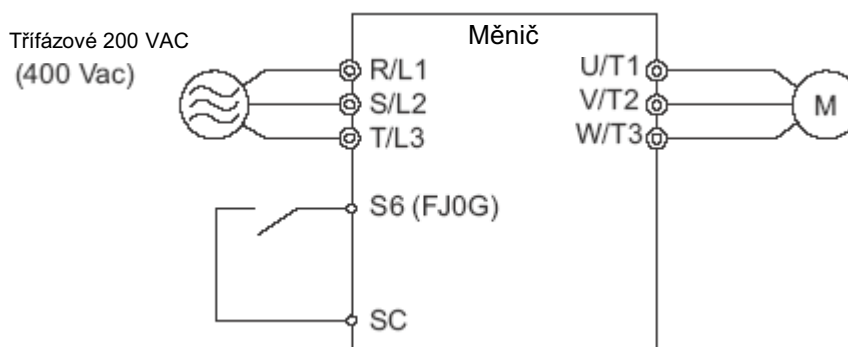 Třífázové 200 VAC
(400 Vac)
Měnič
R/L1
S/L2
T/L3
U/T1
V/T2
W/T3
M
S6 (FJ0G)
SC